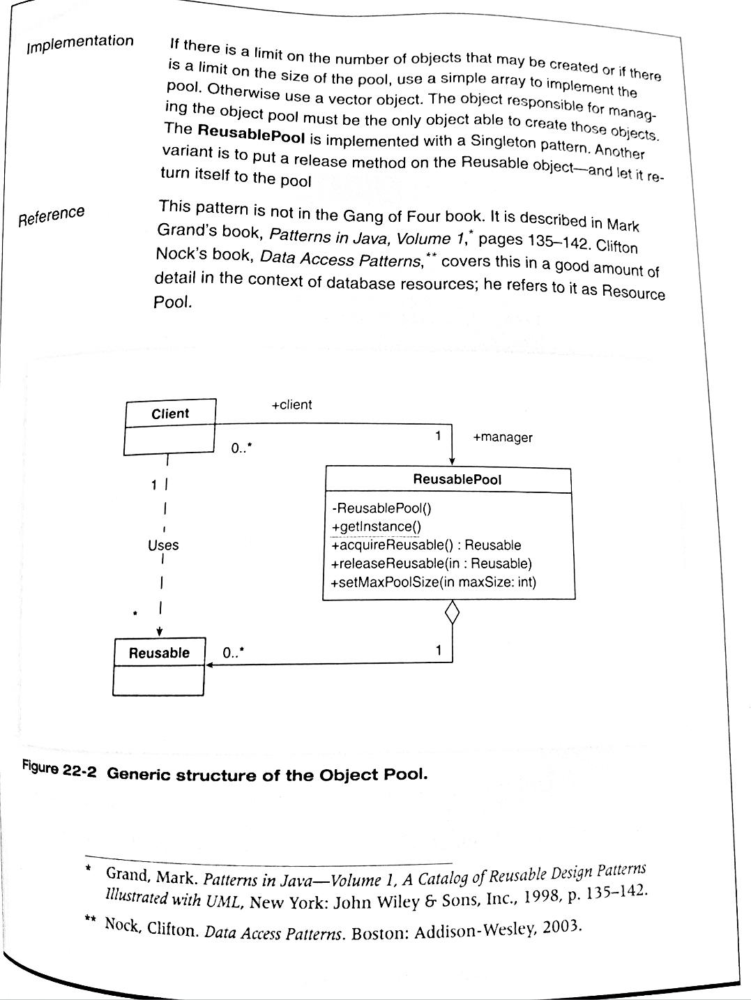 Implementation
If there is a limit on the number of objects that may be created or if there
is a limit on the size of the pool, use a simple array to implement the
pool. Otherwise use a vector object. The object responsible for manag-
ing the object pool must be the only object able to create those objects.
The ReusablePool is implemented with a Singleton pattern. Another
variant is to put a release method on the Reusable object—and let it re-
turn itself to the pool
Reference
This pattern is not in the Gang of Four book. It is described in Mark
Grand's book, Patterns in Java, Volume 1,* pages 135–142. Clifton
Nock's book, Data Access Patterns,** covers this in a good amount of
detail in the context of database resources; he refers to it as Resource
Pool.
+client
Client
0..*
1
+manager
ReusablePool
-ReusablePool()
+getInstance()
+acquireReusable() : Reusable
+releaseReusable(in : Reusable)
+setMaxPoolSize(in maxSize: int)
1
Uses
*
Reusable
0..*
1
Figure 22-2 Generic structure of the Object Pool.
* Grand, Mark. Patterns in Java—Volume 1, A Catalog of Reusable Design Patterns
Illustrated with UML, New York: John Wiley & Sons, Inc., 1998, p. 135–142.
** Nock, Clifton. Data Access Patterns. Boston: Addison-Wesley, 2003.